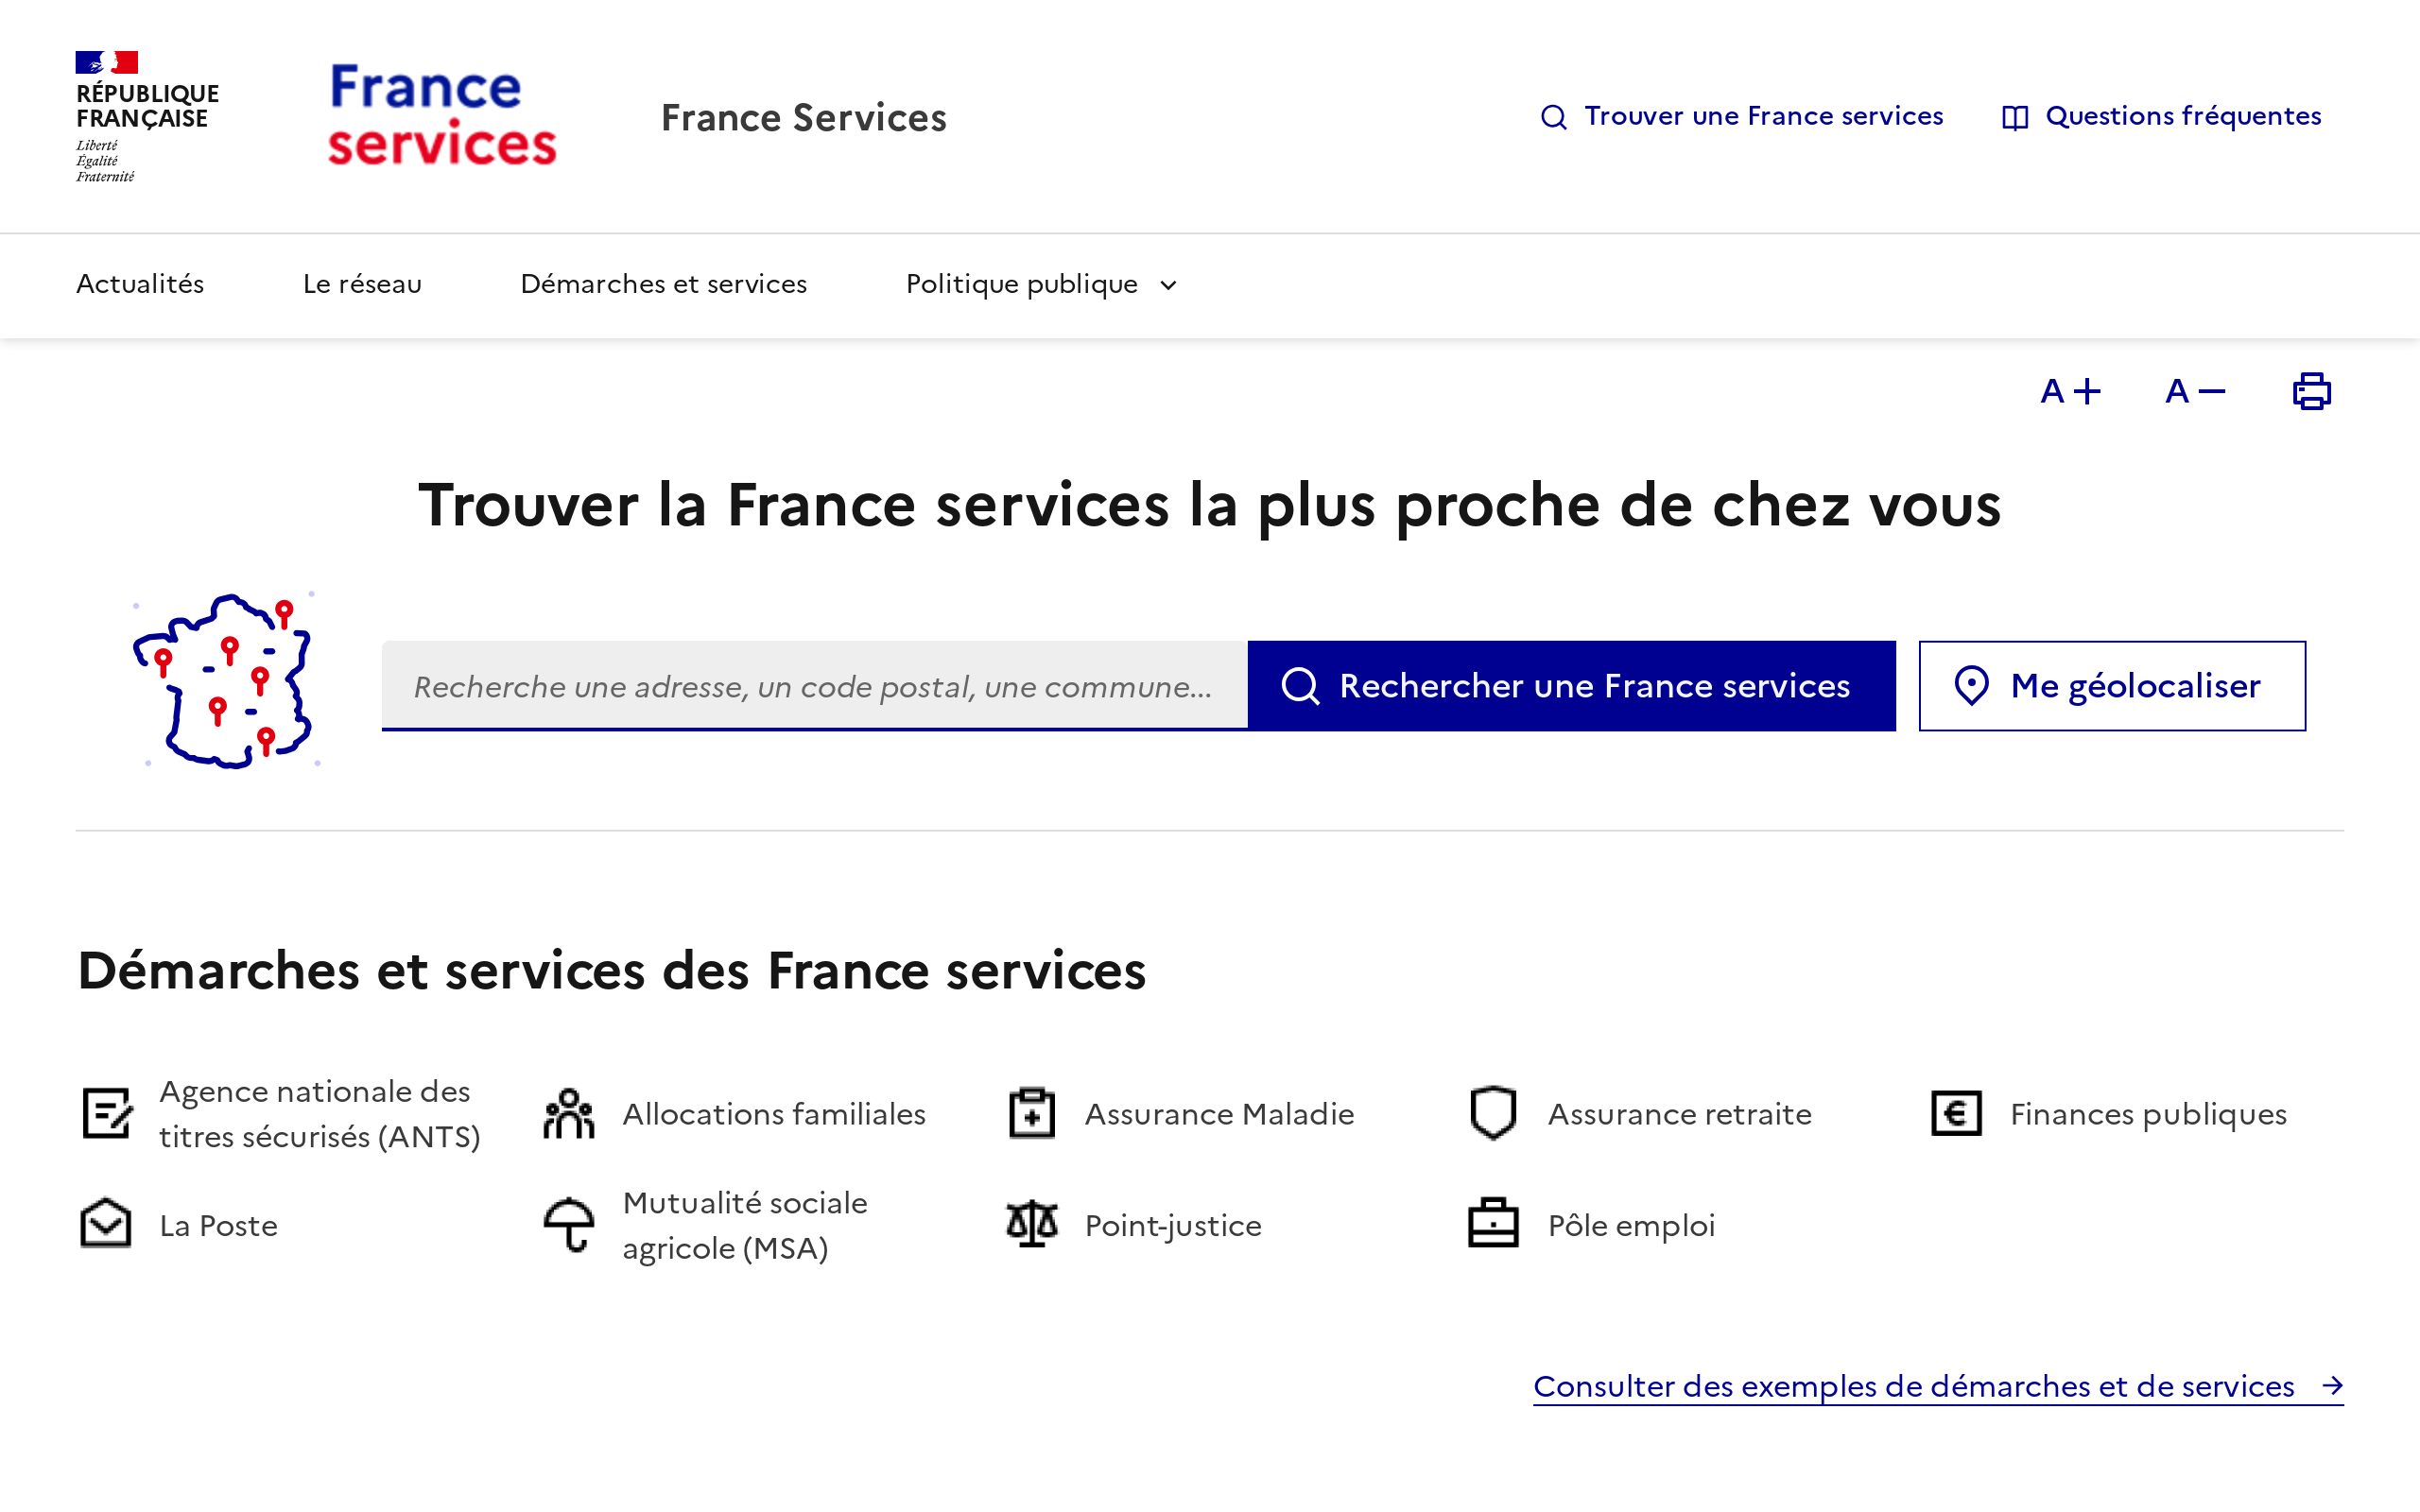 RÉPUBLIQUE
FRANÇAISE
Liberté
Égalité
Fraternité
France
services
France Services
Trouver une France services
Questions fréquentes
Actualités
Le réseau
Démarches et services
Politique publique
A+
A−
Trouver la France services la plus proche de chez vous
Recherche une adresse, un code postal, une commune...
Rechercher une France services
Me géolocaliser
Démarches et services des France services
Agence nationale des
titres sécurisés (ANTS)
Allocations familiales
Assurance Maladie
Assurance retraite
Finances publiques
La Poste
Mutualité sociale
agricole (MSA)
Point-justice
Pôle emploi
Consulter des exemples de démarches et de services